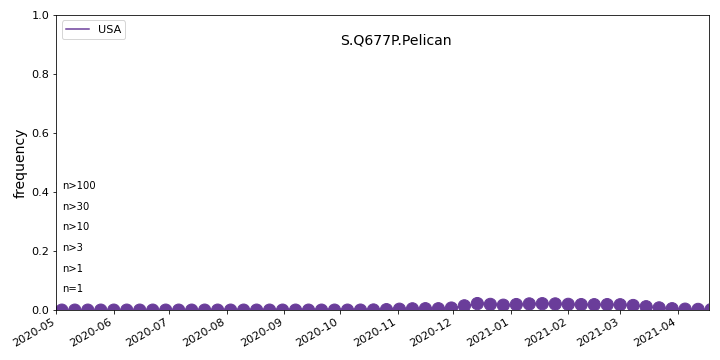 S.Q677P.Pelican
USA
frequency
1.0
0.8
0.6
0.4
0.2
0.0
n>100
n>30
n>10
n>3
n>1
n=1
2020-05
2020-06
2020-07
2020-08
2020-09
2020-10
2020-11
2020-12
2021-01
2021-02
2021-03
2021-04